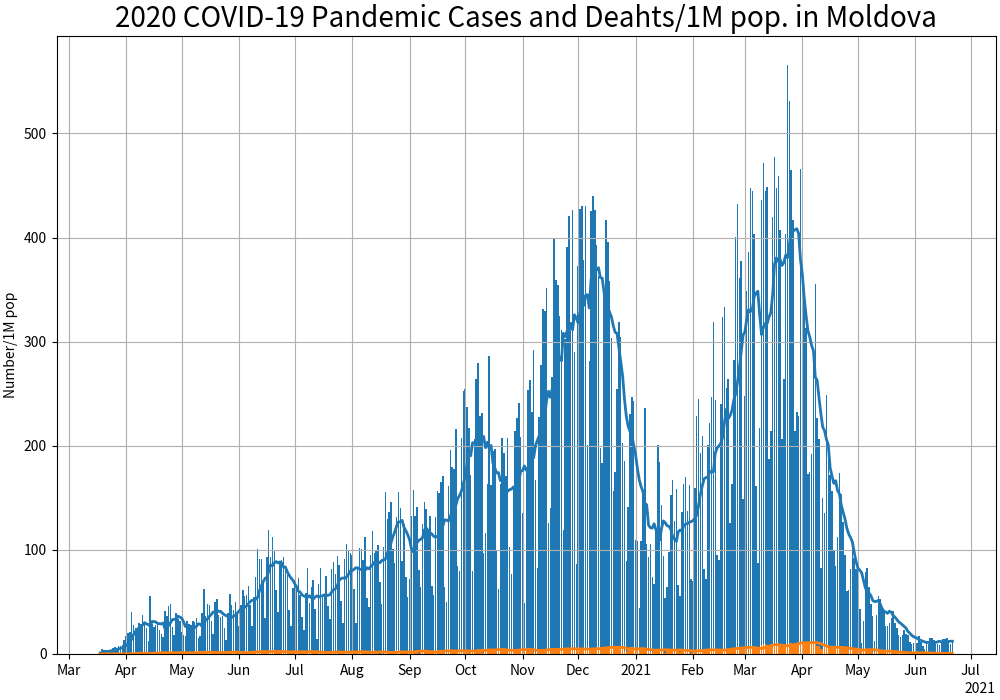 2020 COVID-19 Pandemic Cases and Deahts/1M pop. in Moldova
Number/1M pop
500
400
300
200
100
0
Mar Apr May Jun Jul Aug Sep Oct Nov Dec 2021 Feb Mar Apr May Jun Jul
2021